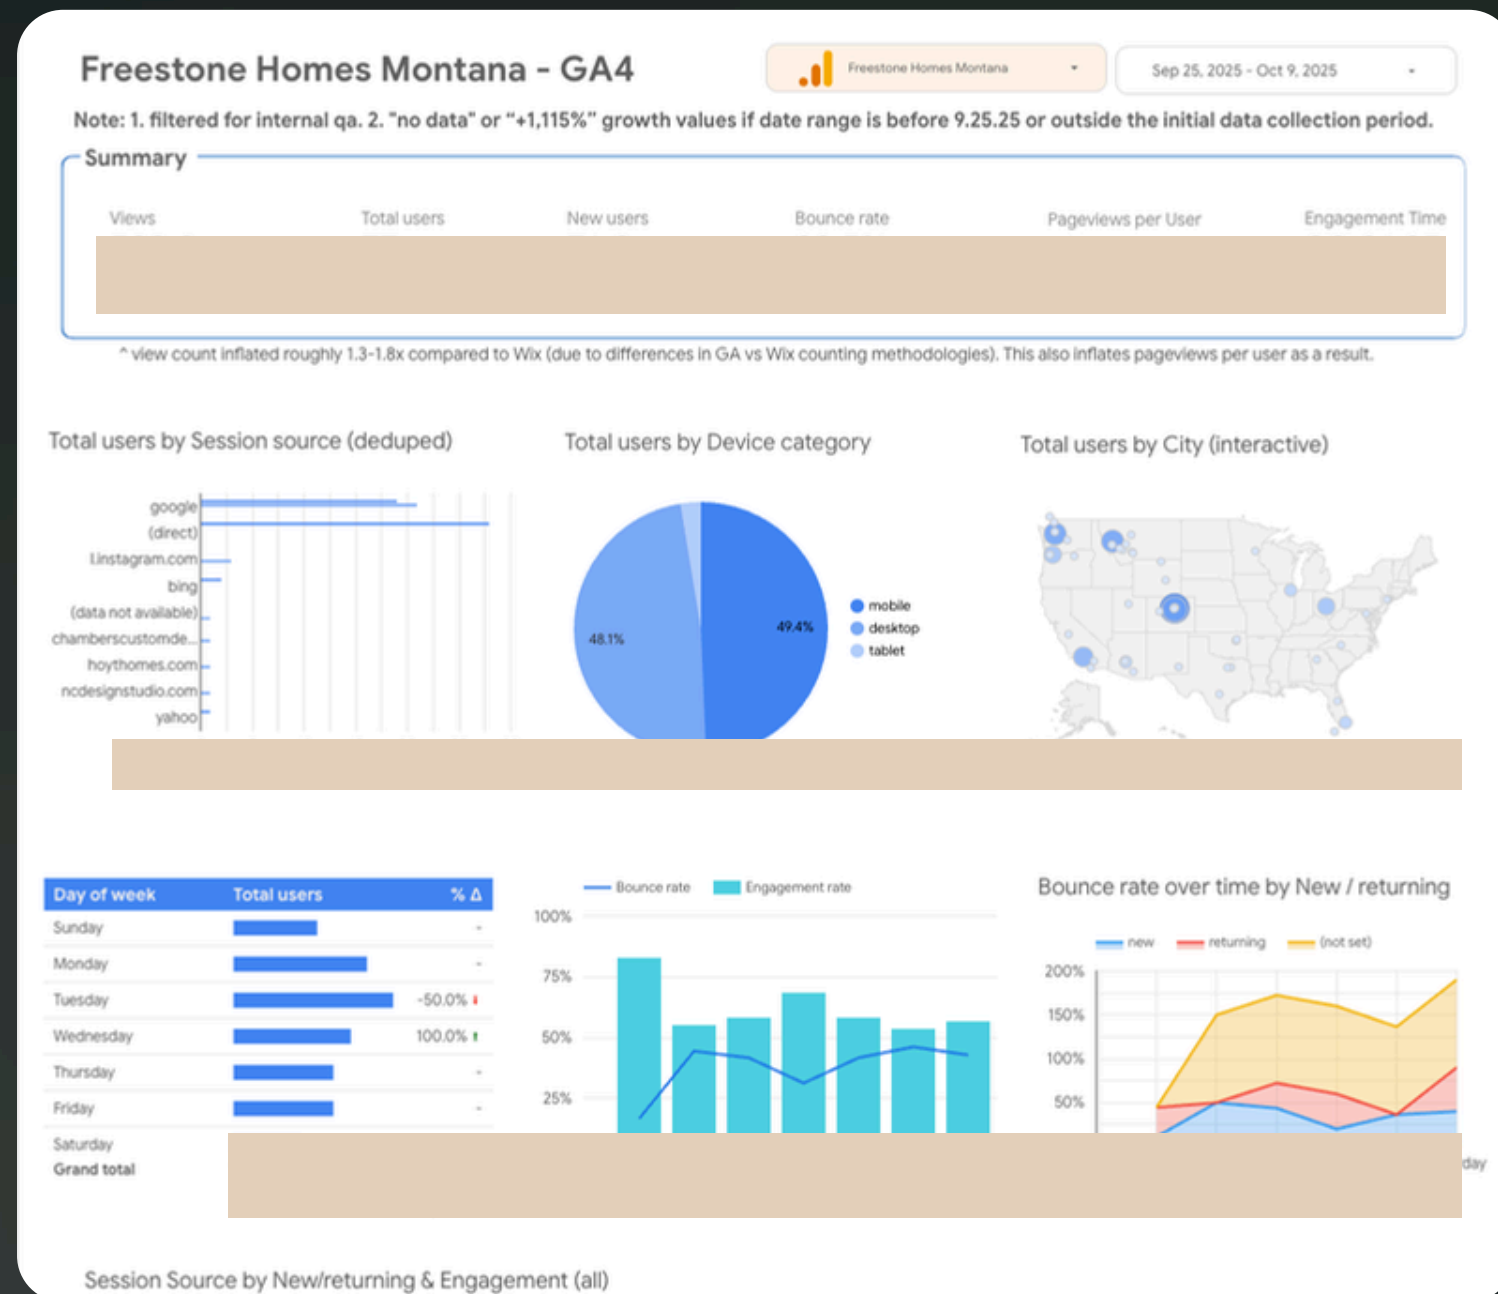 Freestone Homes Montana - GA4
Freestone Homes Montana
Sep 25, 2025 - Oct 9, 2025
Note: 1. filtered for internal qa. 2. "no data" or “+1,115%” growth values if date range is before 9.25.25 or outside the initial data collection period.
Summary
Views Total users New users Bounce rate Pageviews per User Engagement Time
^ view count inflated roughly 1.3-1.8x compared to Wix (due to differences in GA vs Wix counting methodologies). This also inflates pageviews per user as a result.
Total users by Session source (deduped)
google
(direct)
l.instagram.com
bing
(data not available)
chamberscustomde...
hoythomes.com
ncdesignstudio.com
yahoo
Total users by Device category
48.1%
49.4%
mobile
desktop
tablet
Total users by City (interactive)
Day of week Total users % Δ
Sunday -
Monday -
Tuesday -50.0%
Wednesday 100.0%
Thursday -
Friday -
Saturday
Grand total
Bounce rate Engagement rate
100%
75%
50%
25%
Bounce rate over time by New / returning
new returning (not set)
200%
150%
100%
50%
day
Session Source by New/returning & Engagement (all)